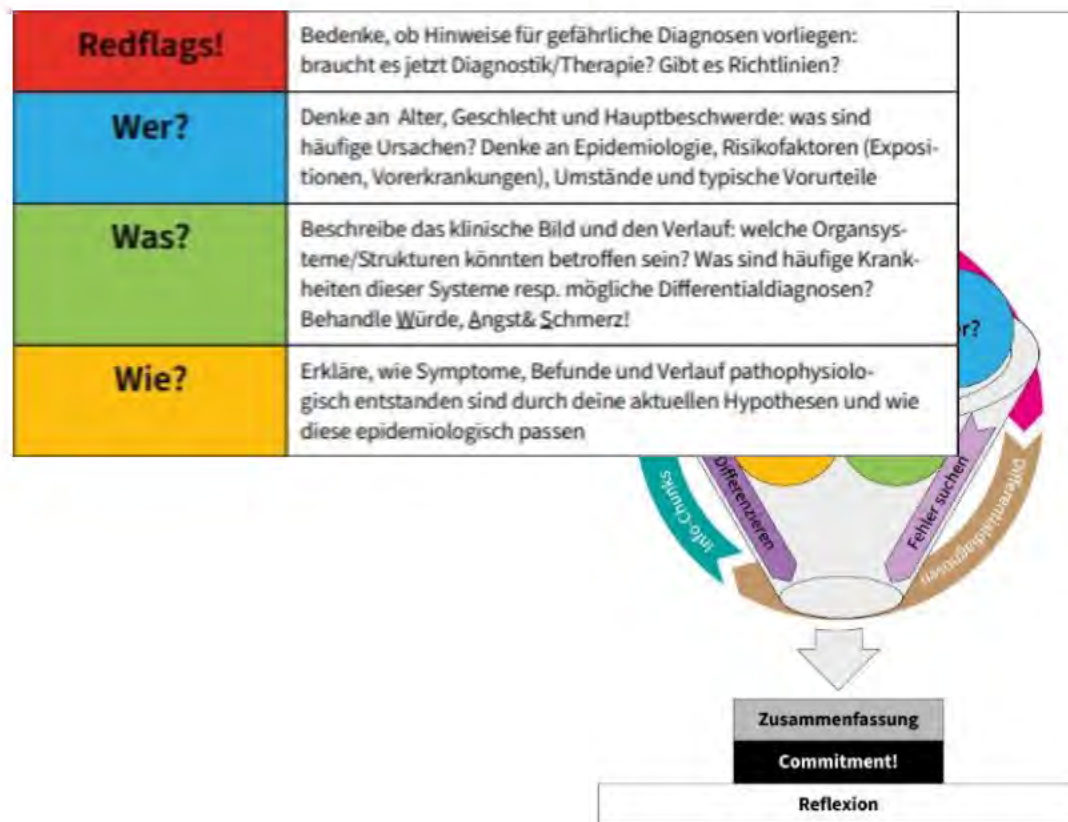 Redflags!
Bedenke, ob Hinweise für gefährliche Diagnosen vorliegen:
braucht es jetzt Diagnostik/Therapie? Gibt es Richtlinien?
Wer?
Denke an Alter, Geschlecht und Hauptbeschwerde: was sind
häufige Ursachen? Denke an Epidemiologie, Risikofaktoren (Exposi-
tionen, Vorerkrankungen), Umstände und typische Vorurteile
Was?
Beschreibe das klinische Bild und den Verlauf: welche Organsys-
teme/Strukturen könnten betroffen sein? Was sind häufige Krank-
heiten dieser Systeme resp. mögliche Differentialdiagnosen?
Behandle Würde, Angst& Schmerz!
Wie?
Erkläre, wie Symptome, Befunde und Verlauf pathophysiolo-
gisch entstanden sind durch deine aktuellen Hypothesen und wie
diese epidemiologisch passen
r?
Info-Chunks
Differenzieren
Fehler suchen
Differentialdiagnosen
Zusammenfassung
Commitment!
Reflexion